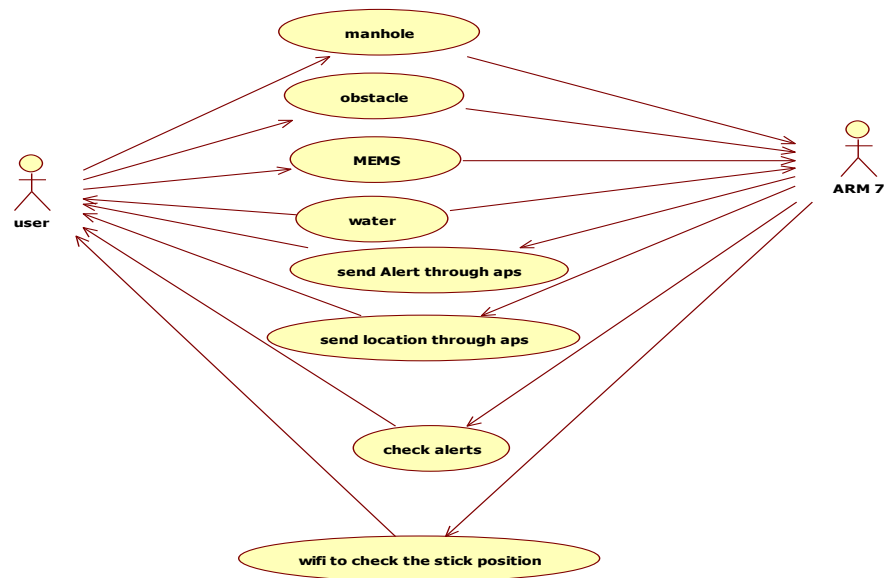 manhole
obstacle
MEMS
user
ARM 7
water
send Alert through aps
send location through aps
check alerts
wifi to check the stick position